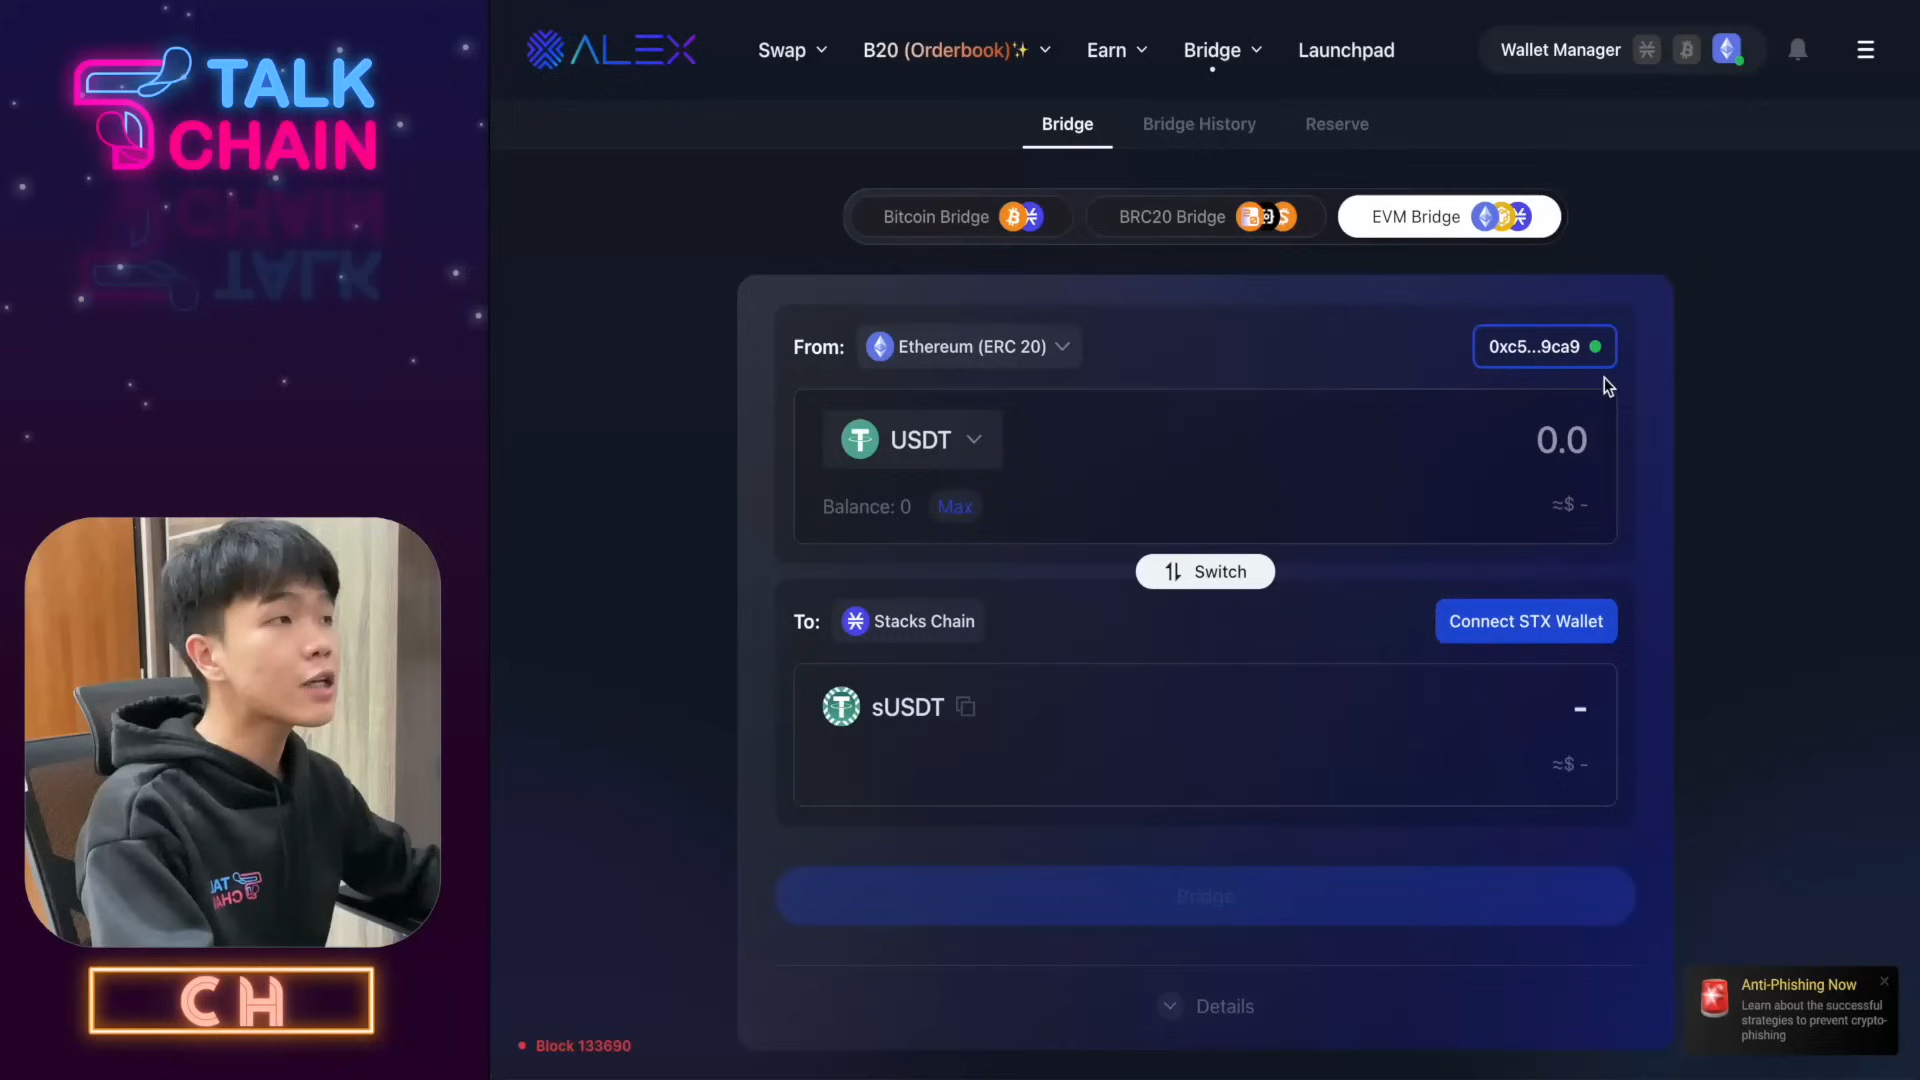 TALK
CHAIN
ALEX
Swap
B20 (Orderbook)✨
Earn
Bridge
Launchpad
Wallet Manager
Bridge
Bridge History
Reserve
Bitcoin Bridge
BRC20 Bridge
EVM Bridge
From:
Ethereum (ERC 20)
0xc5...9ca9
USDT
0.0
Balance: 0
Max
≈$ -
Switch
To:
Stacks Chain
Connect STX Wallet
sUSDT
-
≈$ -
Bridge
Details
CH
Block 133690
Anti-Phishing Now
Learn about the successful
strategies to prevent crypto-
phishing